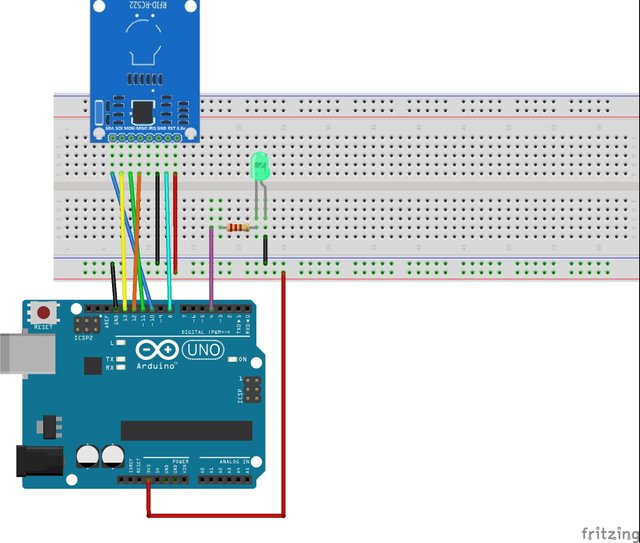 RFID-RC522
SDA SCK MOSI MISO IRQ GND RST 3.3V
RESET
ICSP2
AREF
GND
13
12
~11
~10
~9
8
7
~6
~5
4
~3
2
TX▸1
RX◂0
DIGITAL (PWM=~)
L
TX
RX
UNO
Arduino™
ON
ICSP
1
IOREF
RESET
3V3
5V
GND
GND
VIN
POWER
ANALOG IN
A0
A1
A2
A3
A4
A5
fritzing